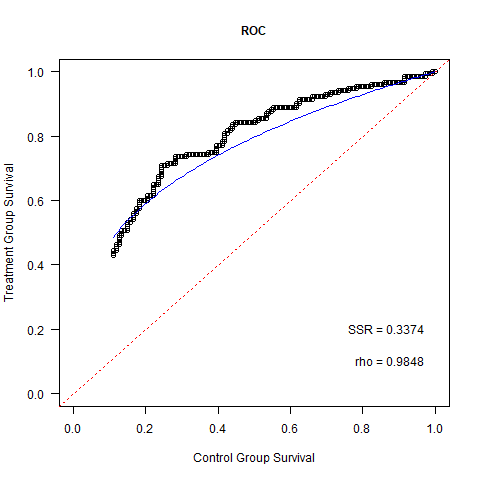 ROC
Treatment Group Survival
1.0
0.8
0.6
0.4
0.2
0.0
SSR = 0.3374
rho = 0.9848
0.0 0.2 0.4 0.6 0.8 1.0
Control Group Survival